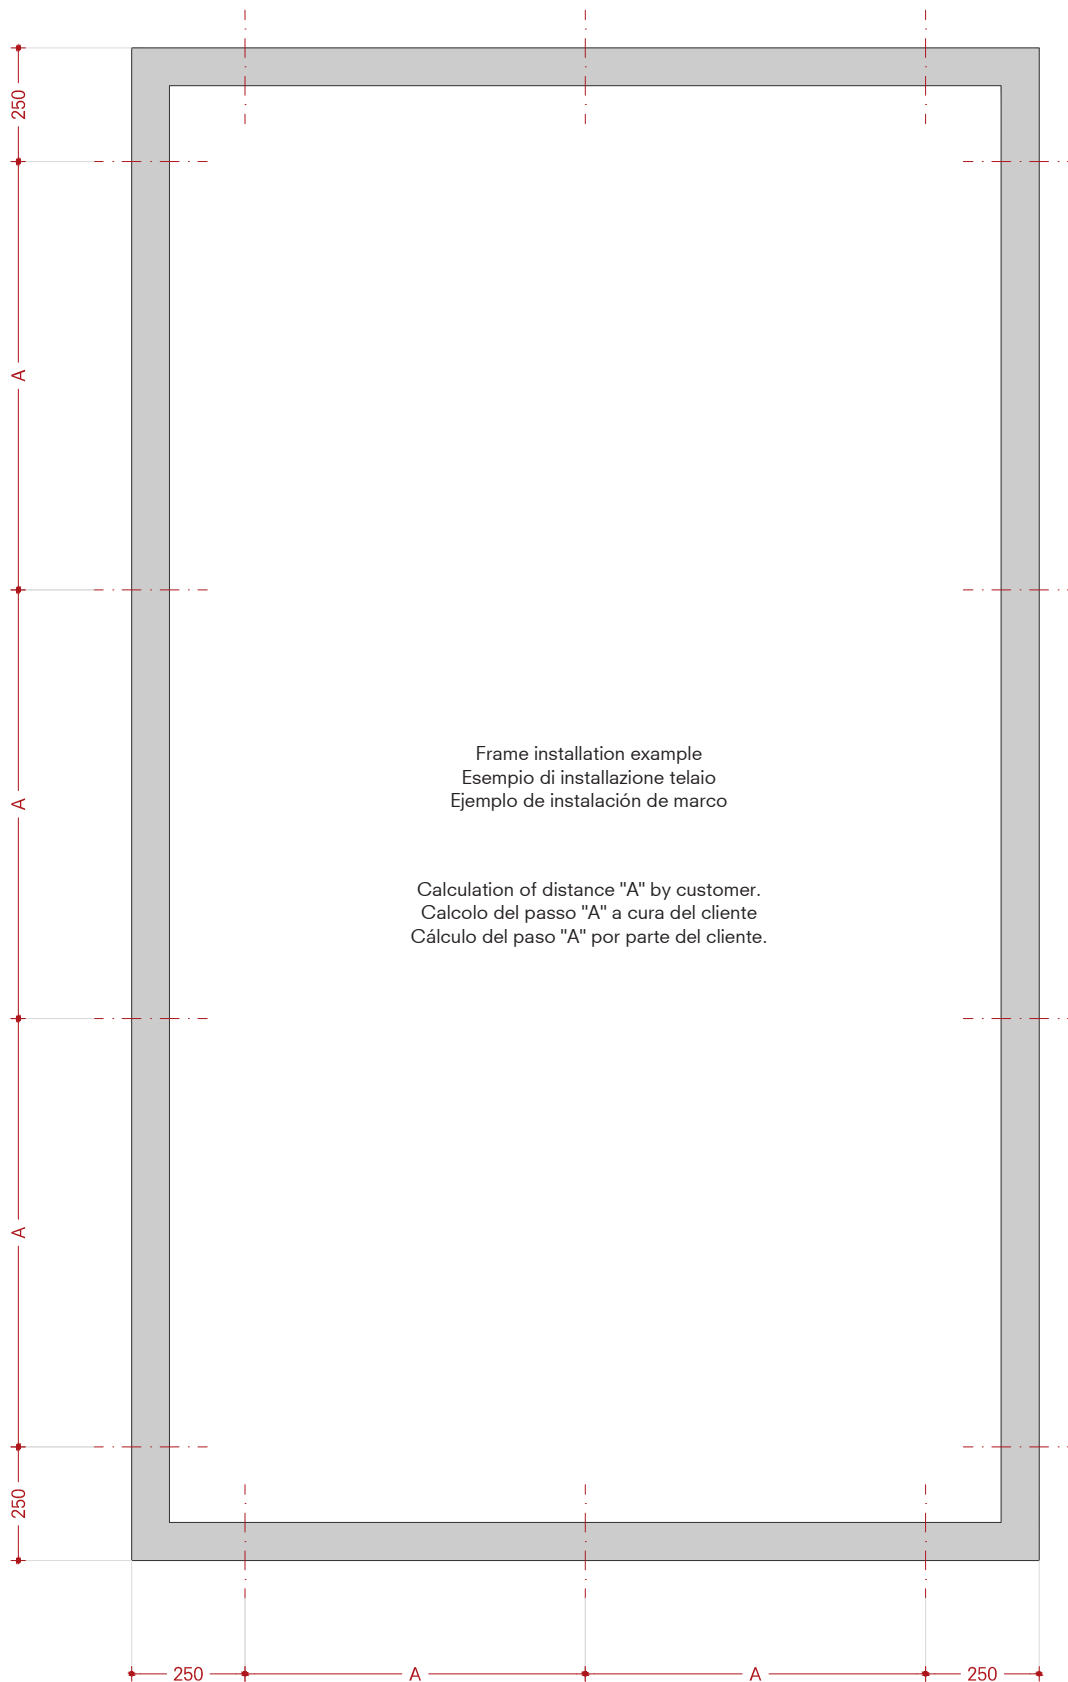 250
A
A
A
250
Frame installation example
Esempio di installazione telaio
Ejemplo de instalación de marco
Calculation of distance "A" by customer.
Calcolo del passo "A" a cura del cliente
Cálculo del paso "A" por parte del cliente.
250 A A 250